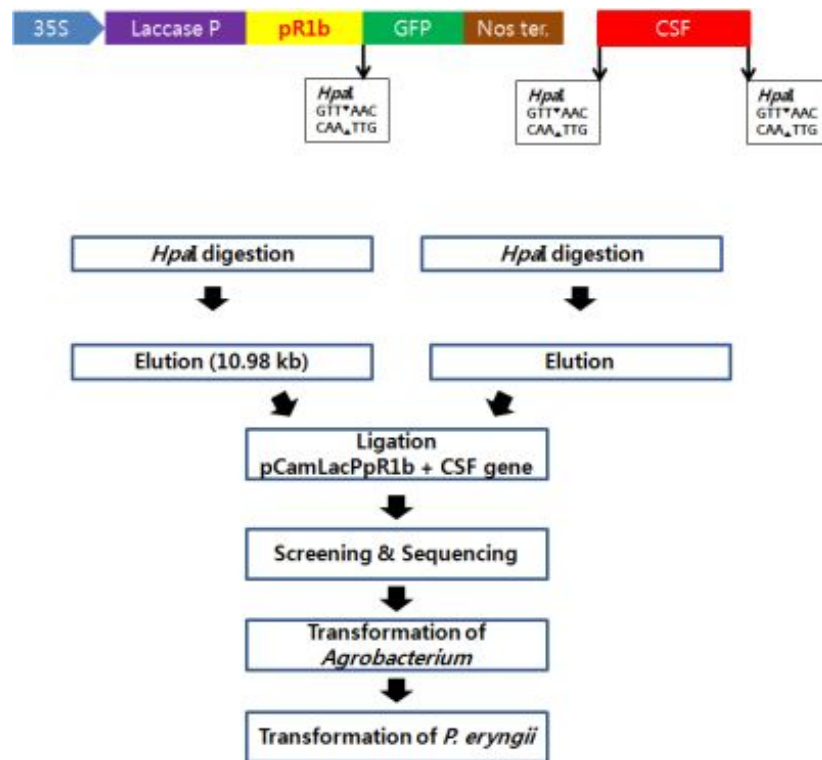 35S Laccase P pR1b GFP Nos ter. CSF
HpaI
GTT▼AAC
CAA▲TTG
HpaI
GTT▼AAC
CAA▲TTG
HpaI
GTT▼AAC
CAA▲TTG
HpaI digestion
HpaI digestion
Elution (10.98 kb)
Elution
Ligation
pCamLacPpR1b + CSF gene
Screening & Sequencing
Transformation of
Agrobacterium
Transformation of P. eryngii